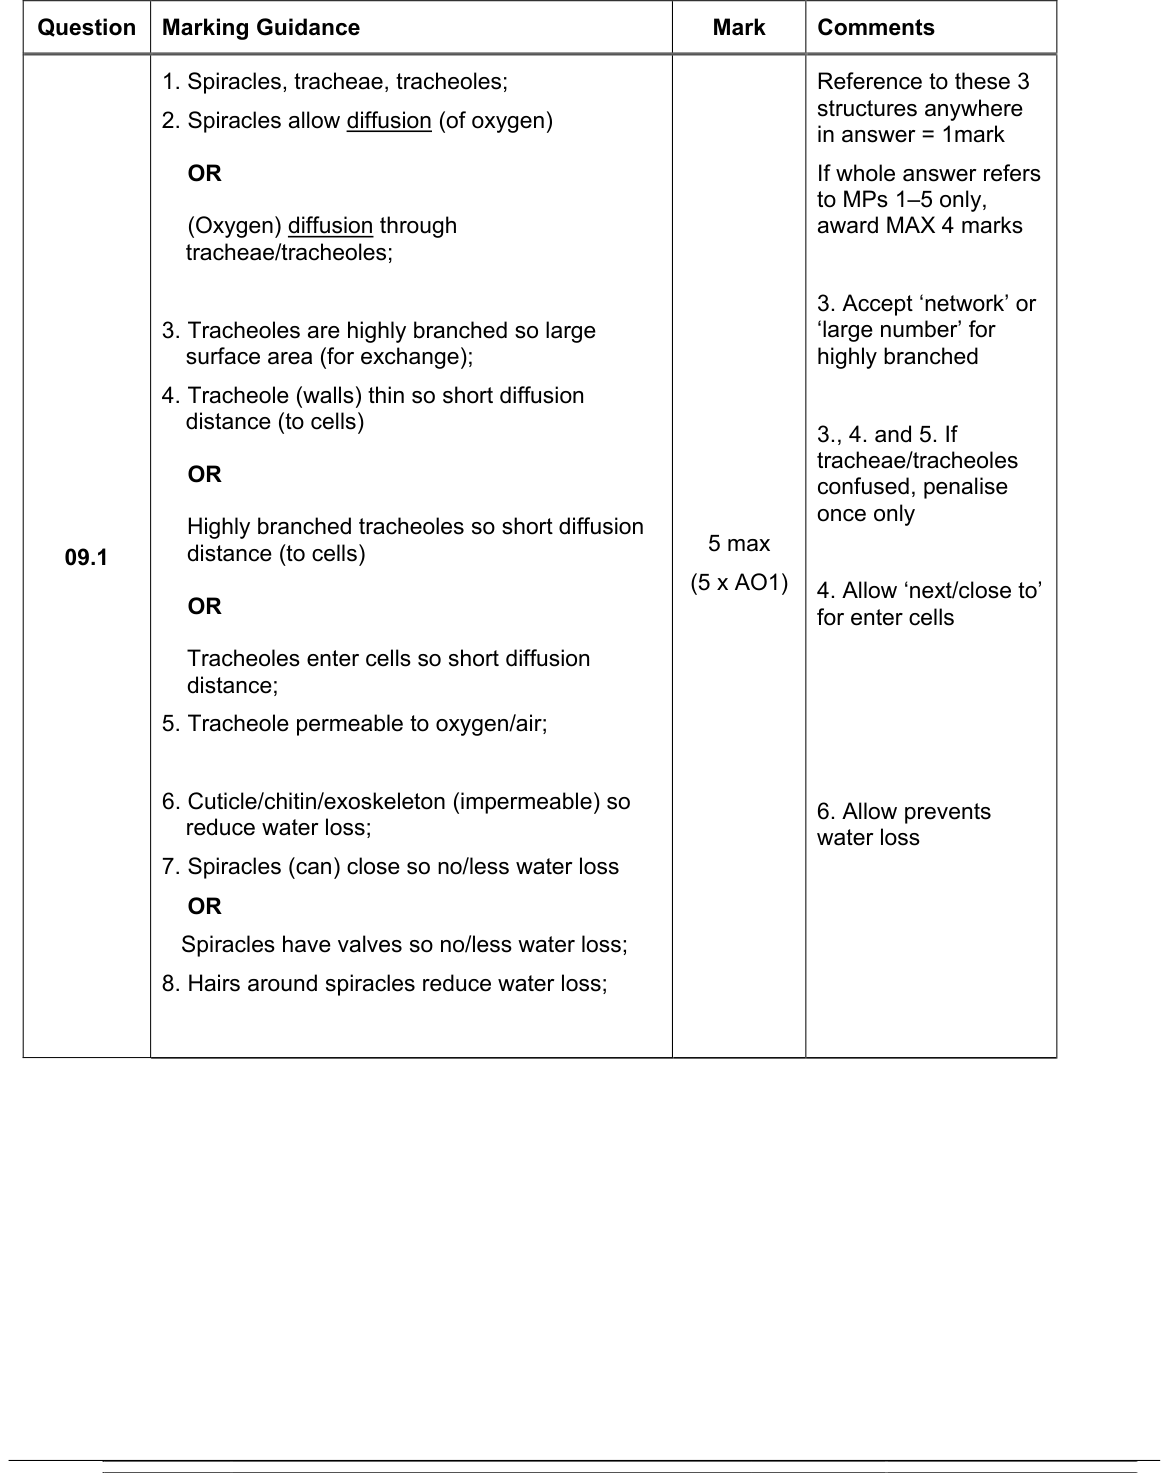 Question Marking Guidance Mark Comments
1. Spiracles, tracheae, tracheoles;
2. Spiracles allow diffusion (of oxygen)
OR
(Oxygen) diffusion through
tracheae/tracheoles;
3. Tracheoles are highly branched so large
surface area (for exchange);
4. Tracheole (walls) thin so short diffusion
distance (to cells)
OR
Highly branched tracheoles so short diffusion
distance (to cells)
OR
Tracheoles enter cells so short diffusion
distance;
5. Tracheole permeable to oxygen/air;
6. Cuticle/chitin/exoskeleton (impermeable) so
reduce water loss;
7. Spiracles (can) close so no/less water loss
OR
Spiracles have valves so no/less water loss;
8. Hairs around spiracles reduce water loss;
09.1
5 max
(5 x AO1)
Reference to these 3
structures anywhere
in answer = 1mark
If whole answer refers
to MPs 1–5 only,
award MAX 4 marks
3. Accept ‘network’ or
‘large number’ for
highly branched
3., 4. and 5. If
tracheae/tracheoles
confused, penalise
once only
4. Allow ‘next/close to’
for enter cells
6. Allow prevents
water loss